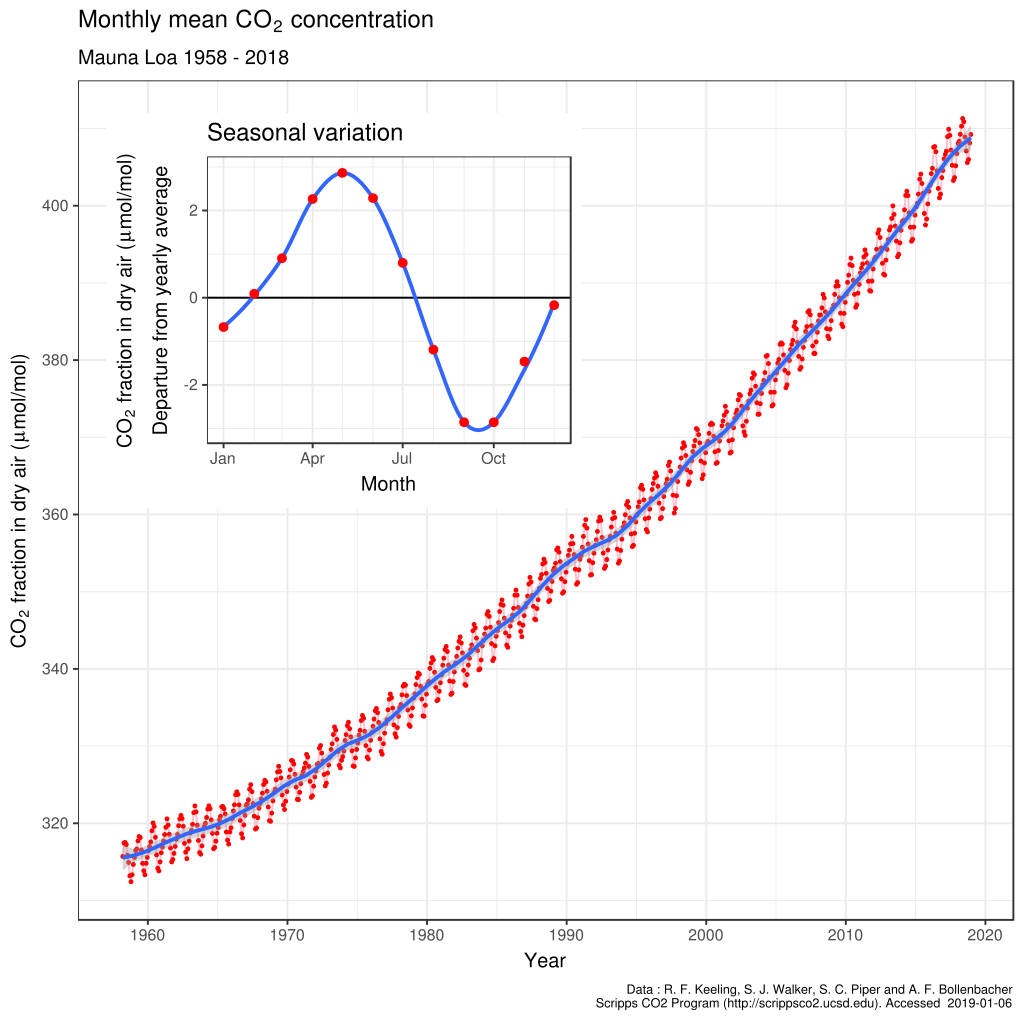 Monthly mean CO₂ concentration
Mauna Loa 1958 - 2018
CO₂ fraction in dry air (μmol/mol)
400
380
360
340
320
1960 1970 1980 1990 2000 2010 2020
Year
Seasonal variation
CO₂ fraction in dry air (μmol/mol)
Departure from yearly average
2
0
-2
Jan Apr Jul Oct
Month
Data : R. F. Keeling, S. J. Walker, S. C. Piper and A. F. Bollenbacher
Scripps CO2 Program (http://scrippsco2.ucsd.edu). Accessed 2019-01-06